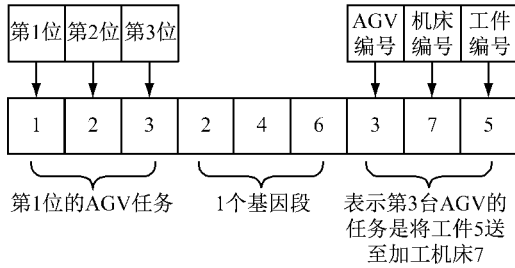 第1位 第2位 第3位 AGV编号 机床编号 工件编号
1 2 3 2 4 6 3 7 5
第1位的AGV任务 1个基因段 表示第3台AGV的
任务是将工件5送
至加工机床7